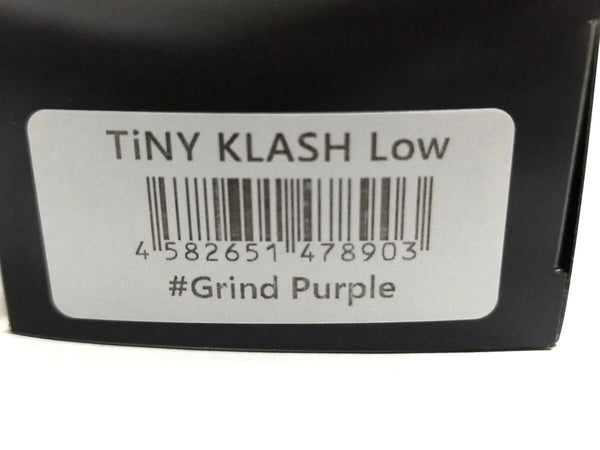 TiNY KLASH Low
4 582651 478903
#Grind Purple